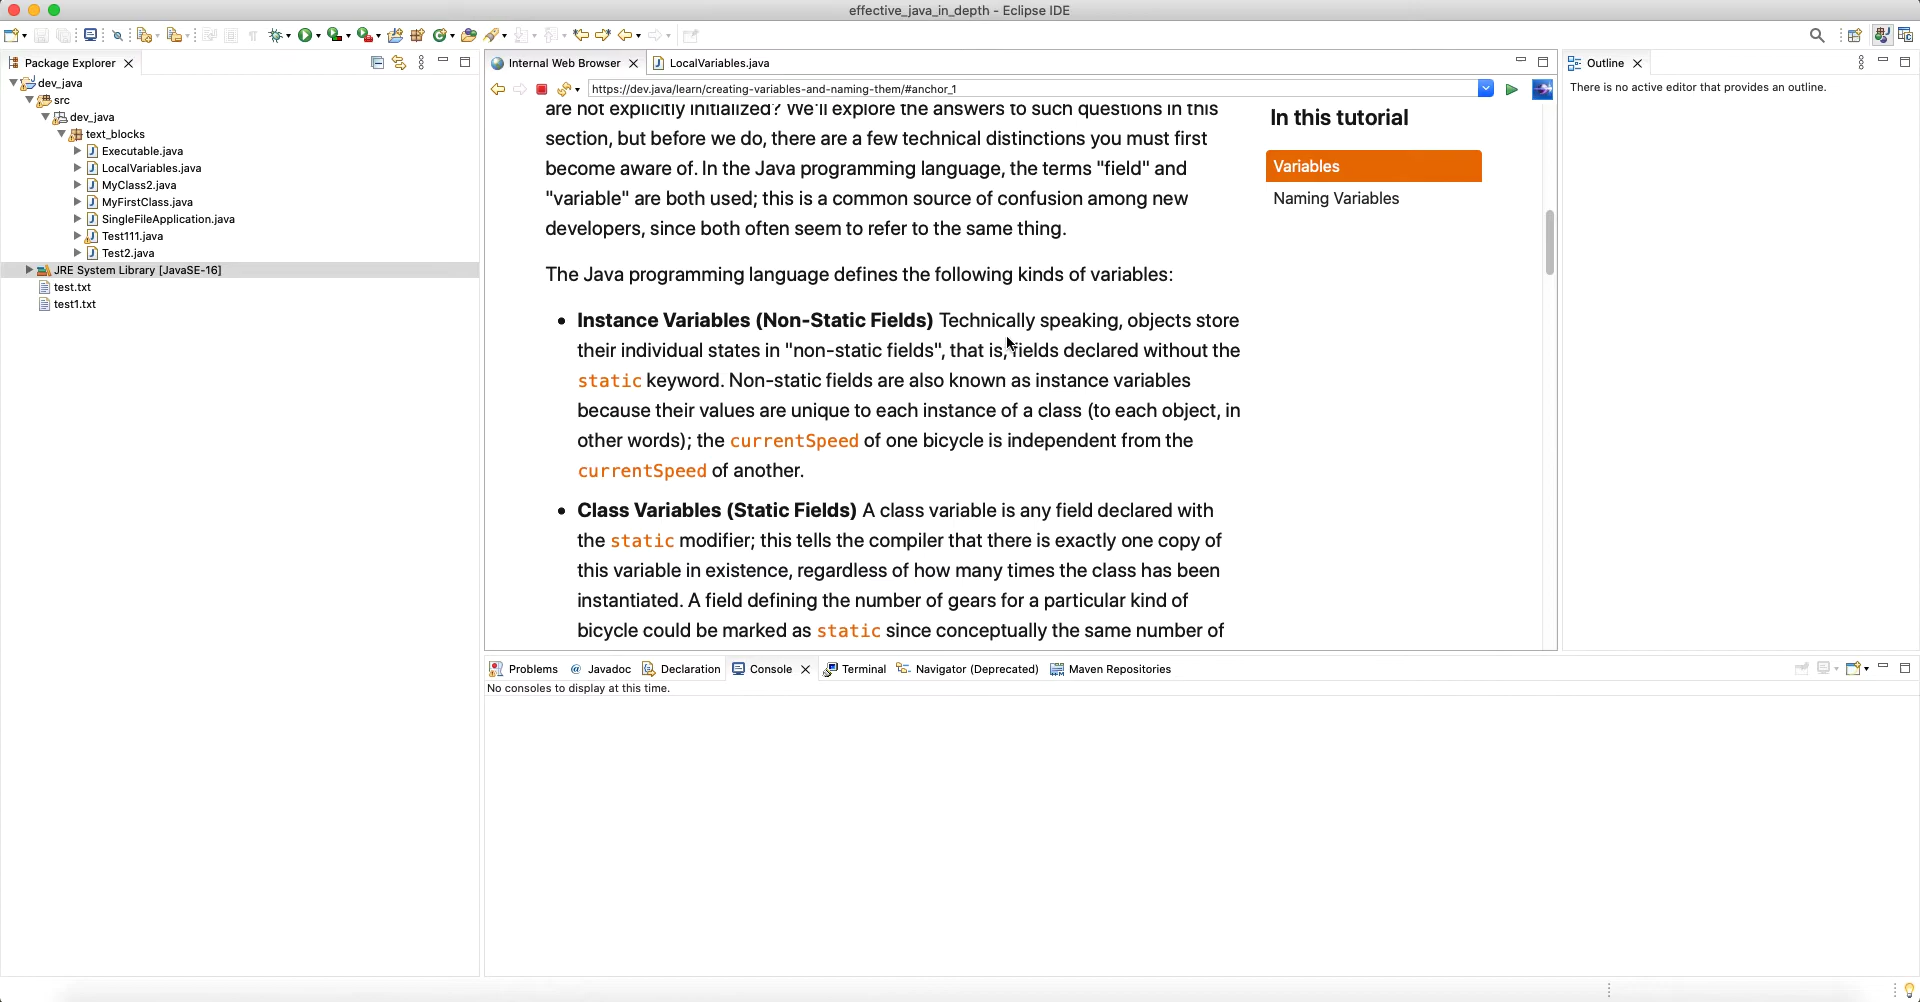 effective_java_in_depth - Eclipse IDE
Package Explorer
dev_java
src
dev_java
text_blocks
Executable.java
LocalVariables.java
MyClass2.java
MyFirstClass.java
SingleFileApplication.java
Test111.java
Test2.java
JRE System Library [JavaSE-16]
test.txt
test1.txt
Internal Web Browser
LocalVariables.java
https://dev.java/learn/creating-variables-and-naming-them/#anchor_1
are not explicitly initialized? We'll explore the answers to such questions in this
section, but before we do, there are a few technical distinctions you must first
become aware of. In the Java programming language, the terms "field" and
"variable" are both used; this is a common source of confusion among new
developers, since both often seem to refer to the same thing.
The Java programming language defines the following kinds of variables:
• Instance Variables (Non-Static Fields) Technically speaking, objects store
their individual states in "non-static fields", that is, fields declared without the
static keyword. Non-static fields are also known as instance variables
because their values are unique to each instance of a class (to each object, in
other words); the currentSpeed of one bicycle is independent from the
currentSpeed of another.
• Class Variables (Static Fields) A class variable is any field declared with
the static modifier; this tells the compiler that there is exactly one copy of
this variable in existence, regardless of how many times the class has been
instantiated. A field defining the number of gears for a particular kind of
bicycle could be marked as static since conceptually the same number of
In this tutorial
Variables
Naming Variables
Outline
There is no active editor that provides an outline.
Problems
@ Javadoc
Declaration
Console
Terminal
Navigator (Deprecated)
Maven Repositories
No consoles to display at this time.